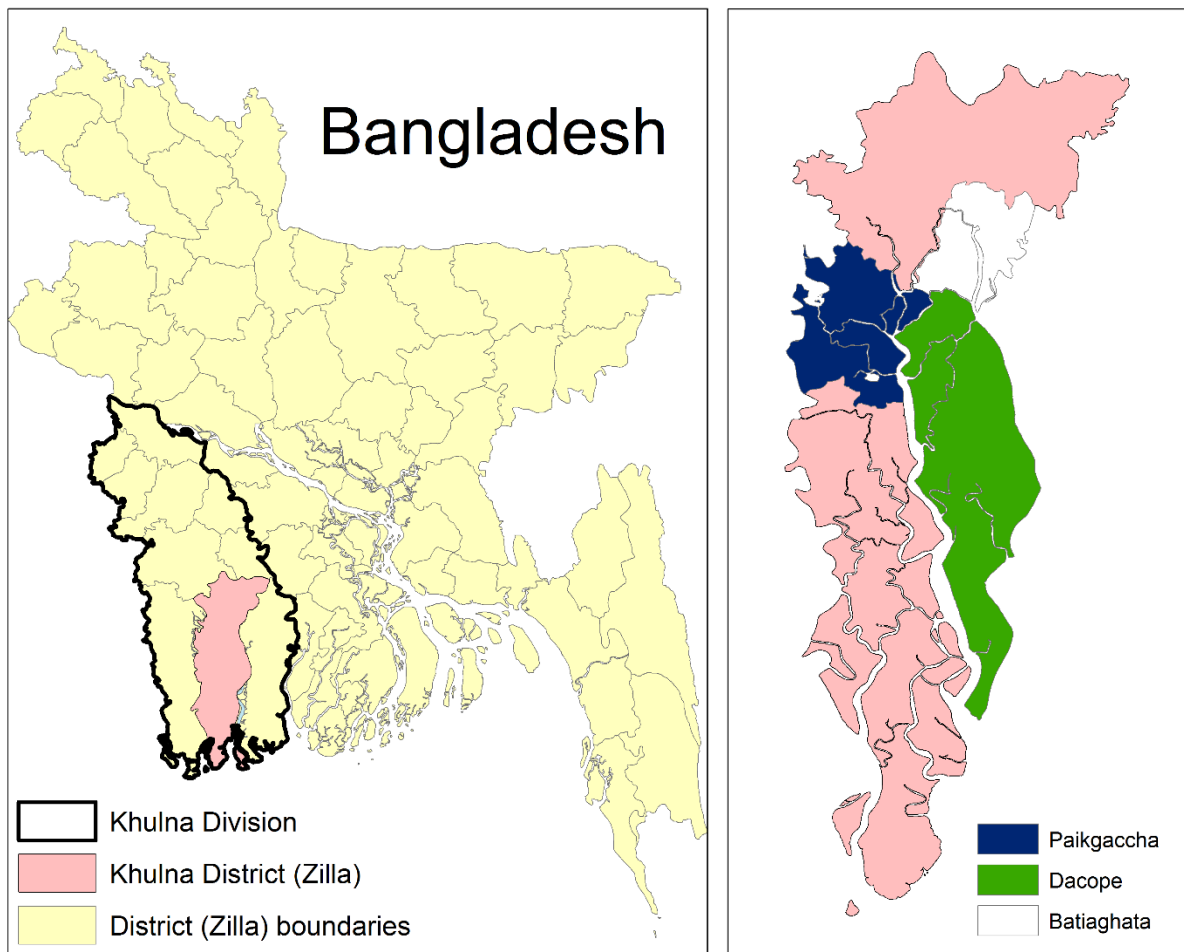 Bangladesh
Khulna Division
Khulna District (Zilla)
District (Zilla) boundaries
Paikgaccha
Dacope
Batiaghata